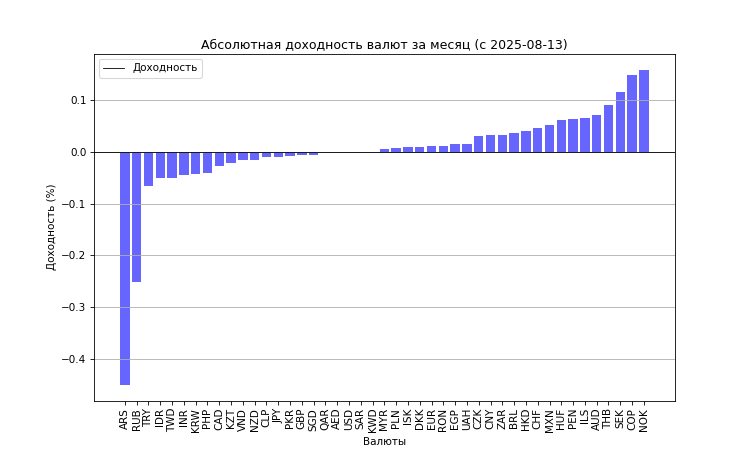 Абсолютная доходность валют за месяц (с 2025-08-13)
Доходность
0.1
0.0
−0.1
−0.2
−0.3
−0.4
Доходность (%)
ARS
RUB
TRY
IDR
TWD
INR
KRW
PHP
CAD
KZT
VND
NZD
CLP
JPY
PKR
GBP
SGD
QAR
AED
USD
SAR
KWD
MYR
PLN
ISK
DKK
EUR
RON
EGP
UAH
CZK
CNY
ZAR
BRL
HKD
CHF
MXN
HUF
PEN
ILS
AUD
THB
SEK
COP
NOK
Валюты